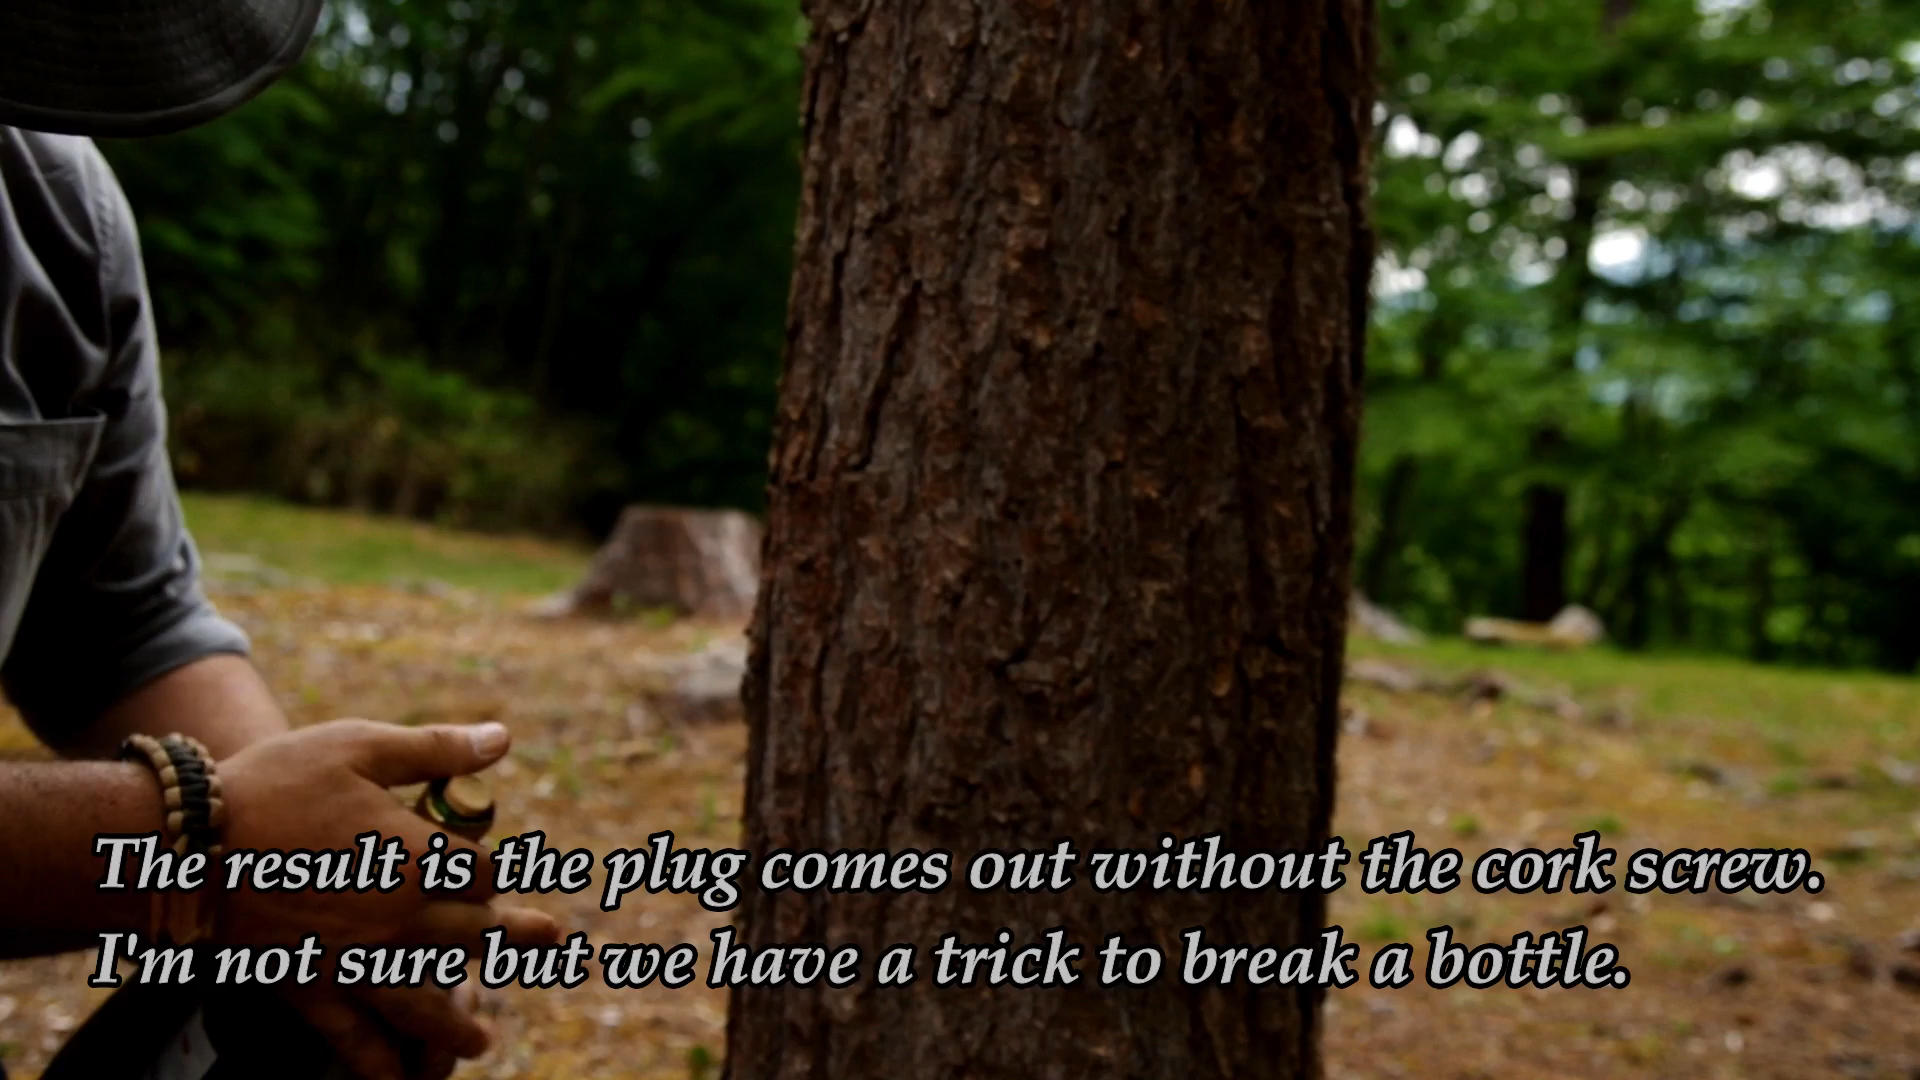 The result is the plug comes out without the cork screw.
I'm not sure but we have a trick to break a bottle.